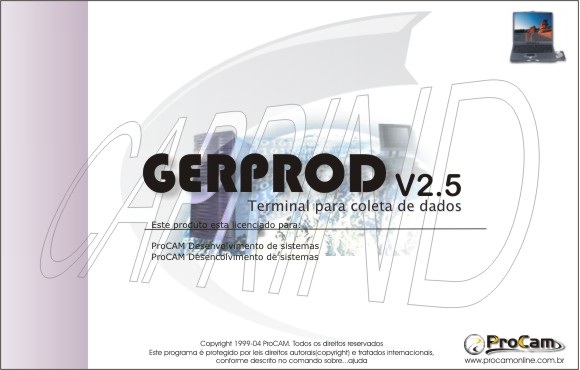 CAPRIND
GERPROD V2.5
Terminal para coleta de dados
Este produto esta licenciado para:
ProCAM Desenvolvimento de sistemas
ProCAM Desencolvimento de sistemas
Copyright 1999-04 ProCAM. Todos os direitos reservados
Este programa é protegido por leis direitos autorais(copyright) e tratados internacionais,
conforme descrito no comando sobre...ajuda
ProCam
www.procamonline.com.br